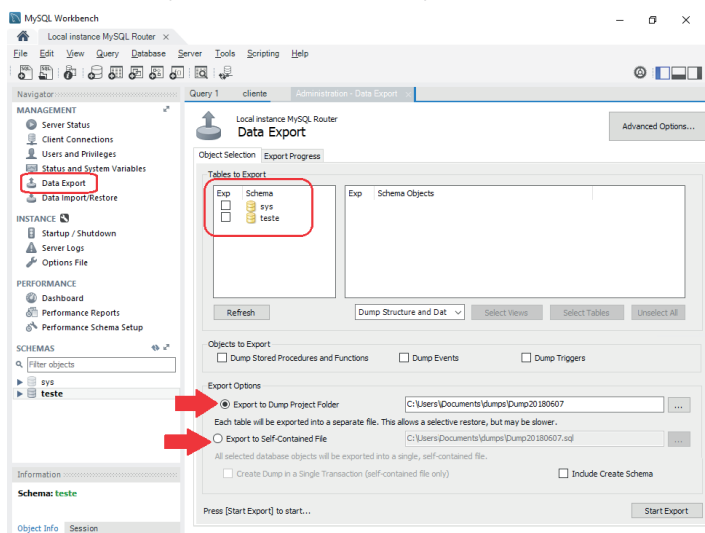 MySQL Workbench
Local instance MySQL Router ×
File Edit View Query Database Server Tools Scripting Help
Navigator
Query 1 cliente Administration - Data Export ×
MANAGEMENT
Server Status
Client Connections
Users and Privileges
Status and System Variables
Data Export
Data Import/Restore
INSTANCE
Startup / Shutdown
Server Logs
Options File
PERFORMANCE
Dashboard
Performance Reports
Performance Schema Setup
SCHEMAS
Filter objects
sys
teste
Information
Schema: teste
Object Info Session
Local instance MySQL Router
Data Export
Advanced Options...
Object Selection Export Progress
Tables to Export
Exp Schema
sys
teste
Exp Schema Objects
Refresh
Dump Structure and Dat
Select Views
Select Tables
Unselect All
Objects to Export
Dump Stored Procedures and Functions
Dump Events
Dump Triggers
Export Options
Export to Dump Project Folder
C:\Users\Documents\dumps\Dump20180607
...
Each table will be exported into a separate file. This allows a selective restore, but may be slower.
Export to Self-Contained File
C:\Users\Documents\dumps\Dump20180607.sql
...
All selected database objects will be exported into a single, self-contained file.
Create Dump in a Single Transaction (self-contained file only)
Include Create Schema
Press [Start Export] to start...
Start Export